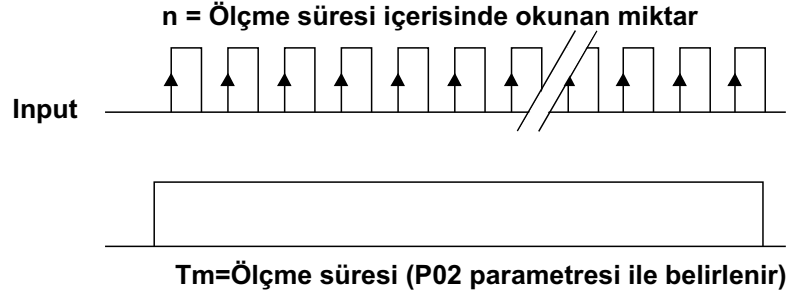 n = Ölçme süresi içerisinde okunan miktar
Input
Tm=Ölçme süresi (P02 parametresi ile belirlenir)